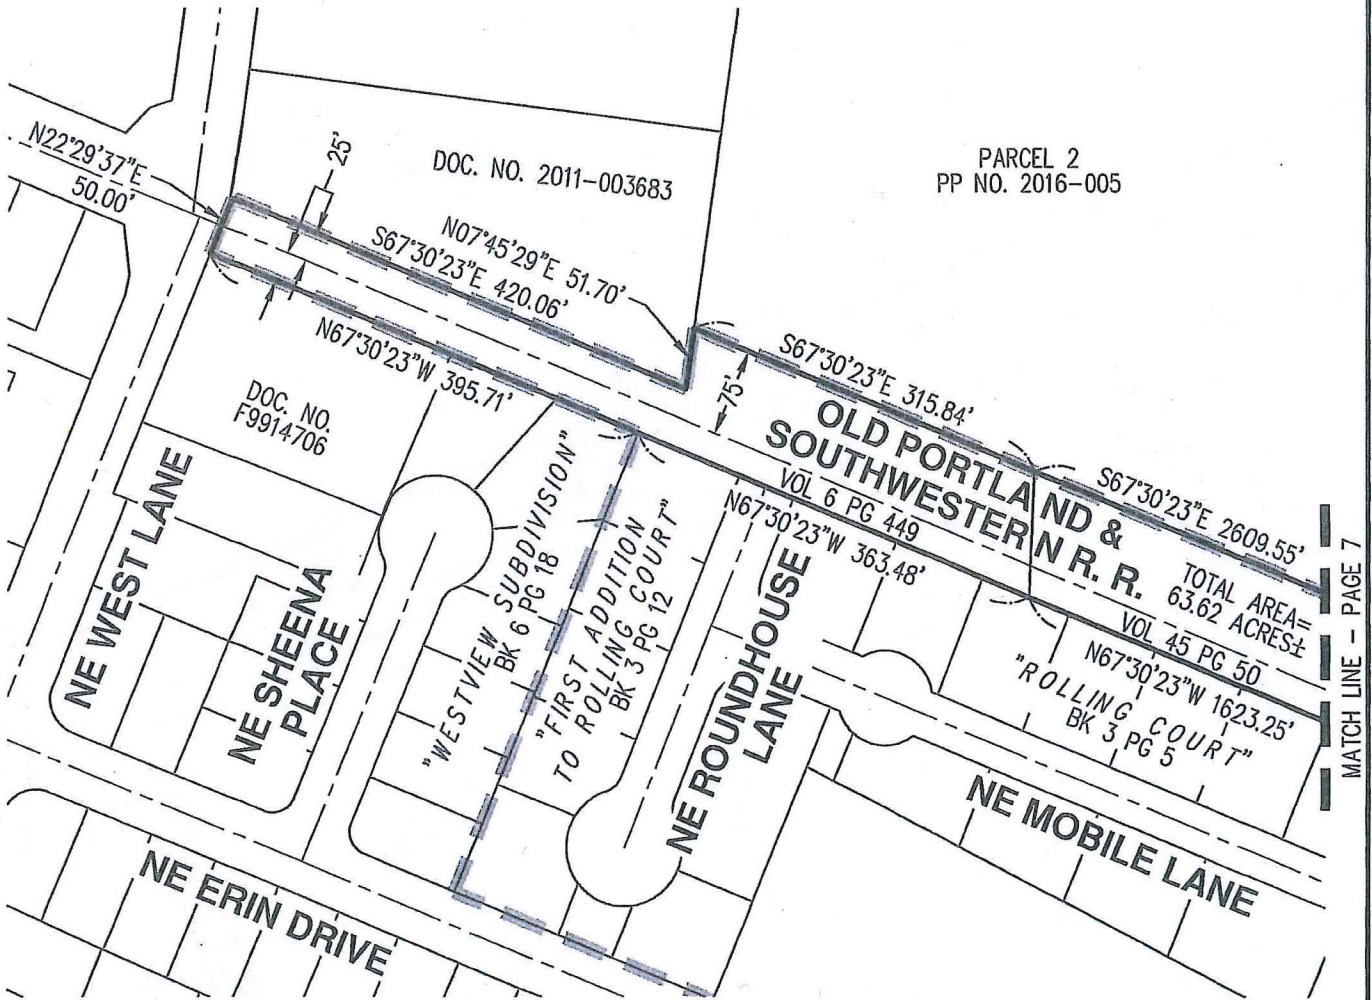 N22°29'37"E
50.00'
25'
DOC. NO. 2011-003683
PARCEL 2
PP NO. 2016-005
N07°45'29"E 51.70'
S67°30'23"E 420.06'
N67°30'23"W 395.71'
DOC. NO.
F9914706
75'
S67°30'23"E 315.84'
OLD PORTLAND &
SOUTHWESTERN R. R.
S67°30'23"E 2609.55'
TOTAL AREA=
63.62 ACRES±
VOL 6 PG 449
N67°30'23"W 363.48'
VOL 45 PG 50
N67°30'23"W 1623.25'
"ROLLING COURT"
BK 3 PG 5
MATCH LINE - PAGE 7
"WESTVIEW SUBDIVISION"
BK 6 PG 18
"FIRST ADDITION
TO ROLLING COURT"
BK 3 PG 12
NE WEST LANE
NE SHEENA
PLACE
NE ROUNDHOUSE
LANE
NE MOBILE LANE
NE ERIN DRIVE